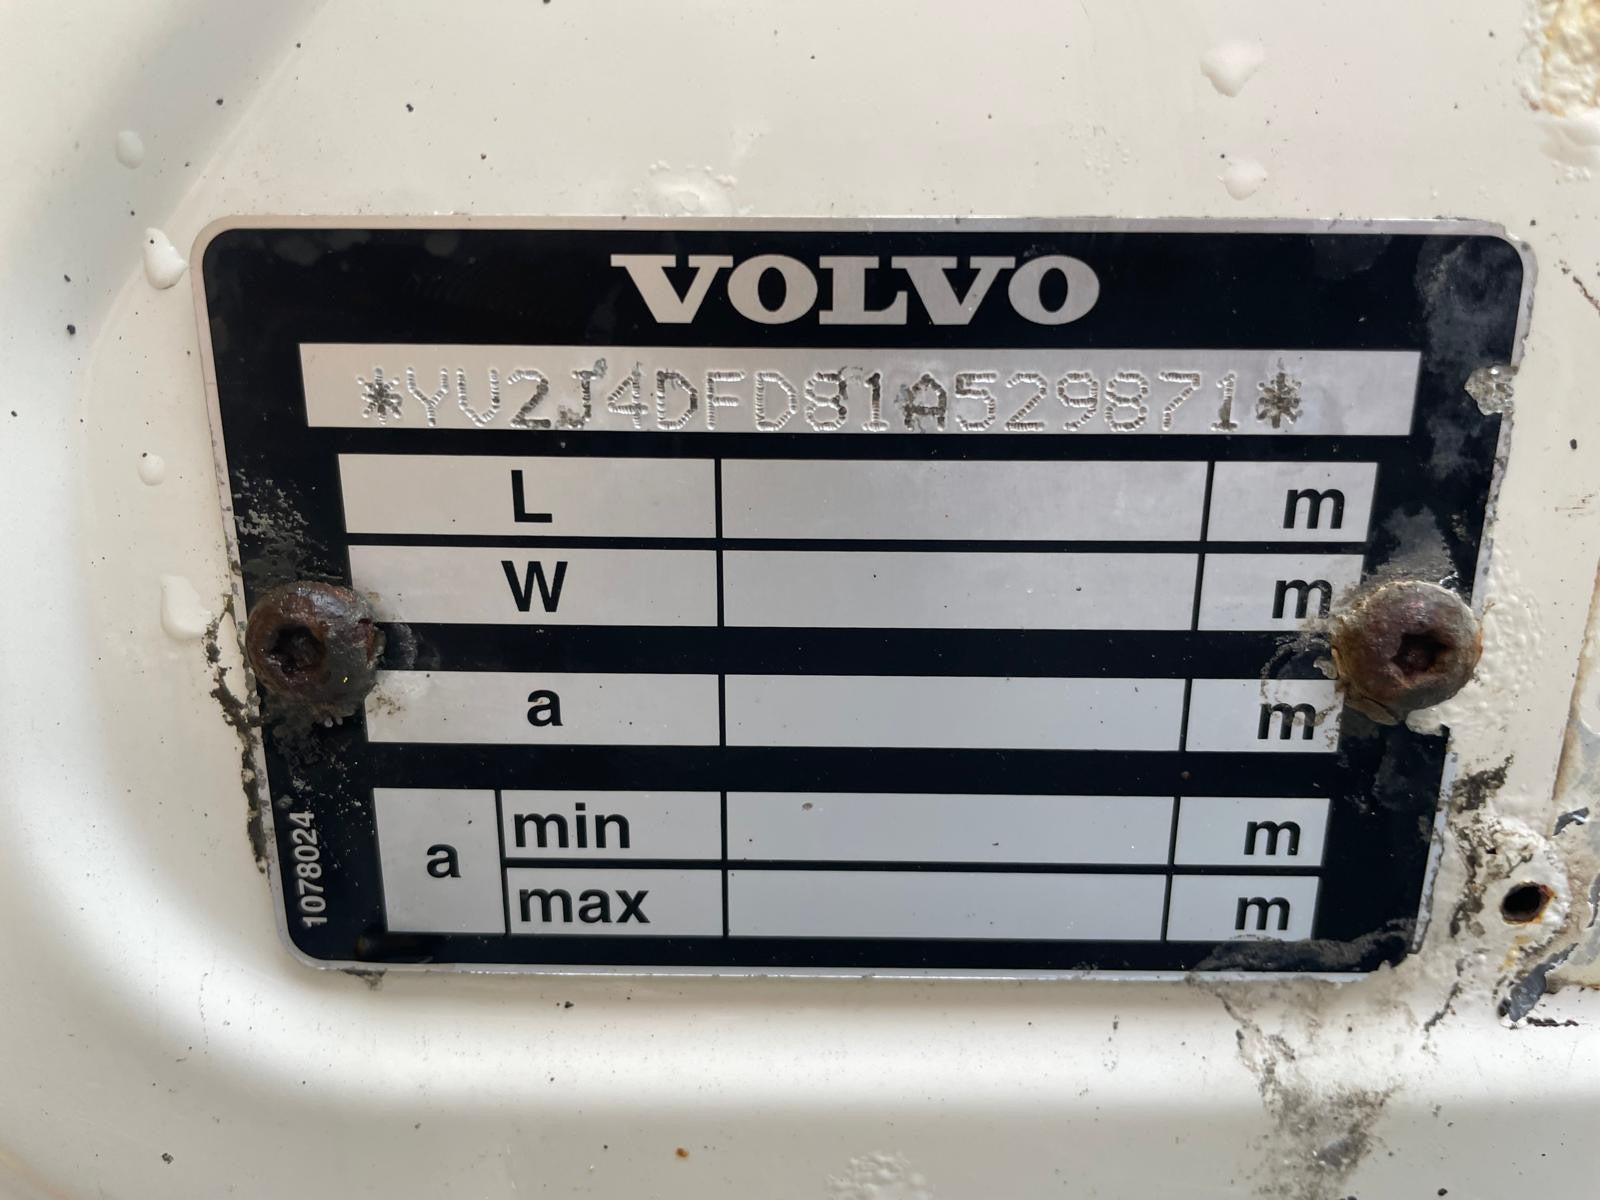 VOLVO
*YV2J4DFD81A529871*
L m
W m
a m
a min m
max m
1078024